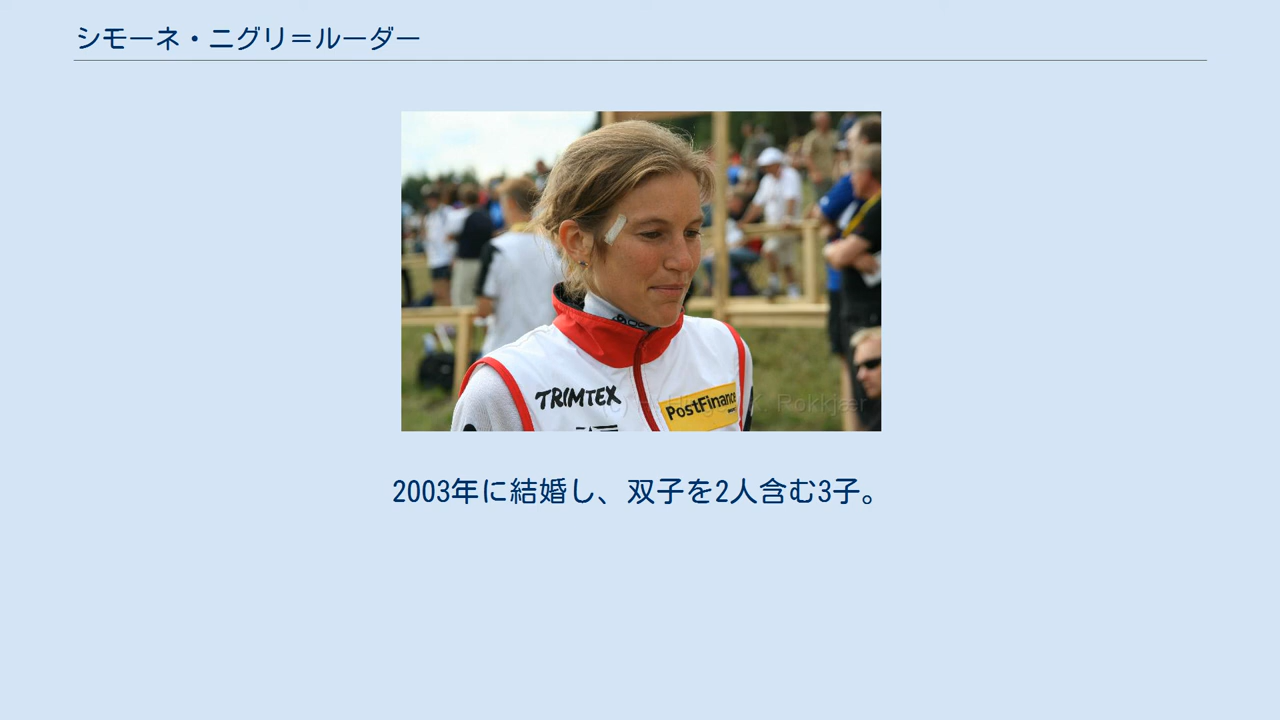 シモーネ・ニグリ＝ルーダー
TRIMTEX
PostFinance
K. Rokkjær
2003年に結婚し、双子を2人含む3子。